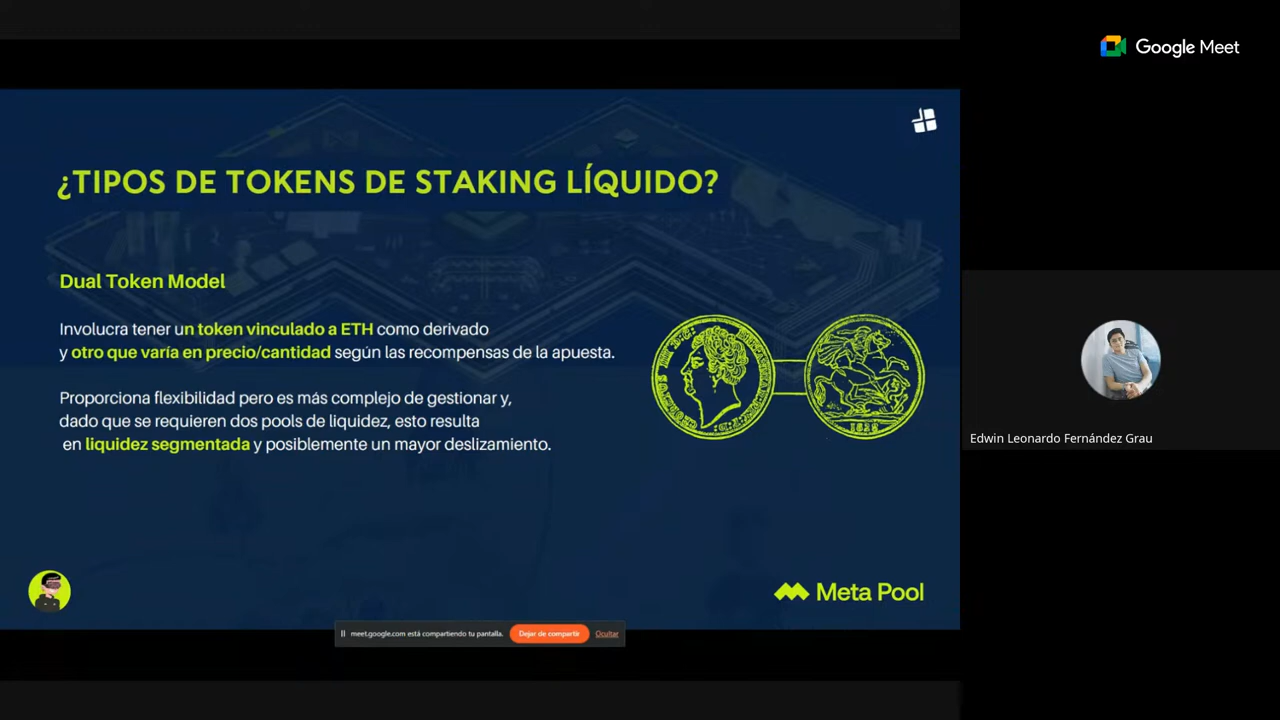 Google Meet
¿TIPOS DE TOKENS DE STAKING LÍQUIDO?
Dual Token Model
Involucra tener un token vinculado a ETH como derivado
y otro que varía en precio/cantidad según las recompensas de la apuesta.
Proporciona flexibilidad pero es más complejo de gestionar y,
dado que se requieren dos pools de liquidez, esto resulta
en liquidez segmentada y posiblemente un mayor deslizamiento.
Edwin Leonardo Fernández Grau
Meta Pool
meet.google.com está compartiendo tu pantalla.
Dejar de compartir
Ocultar